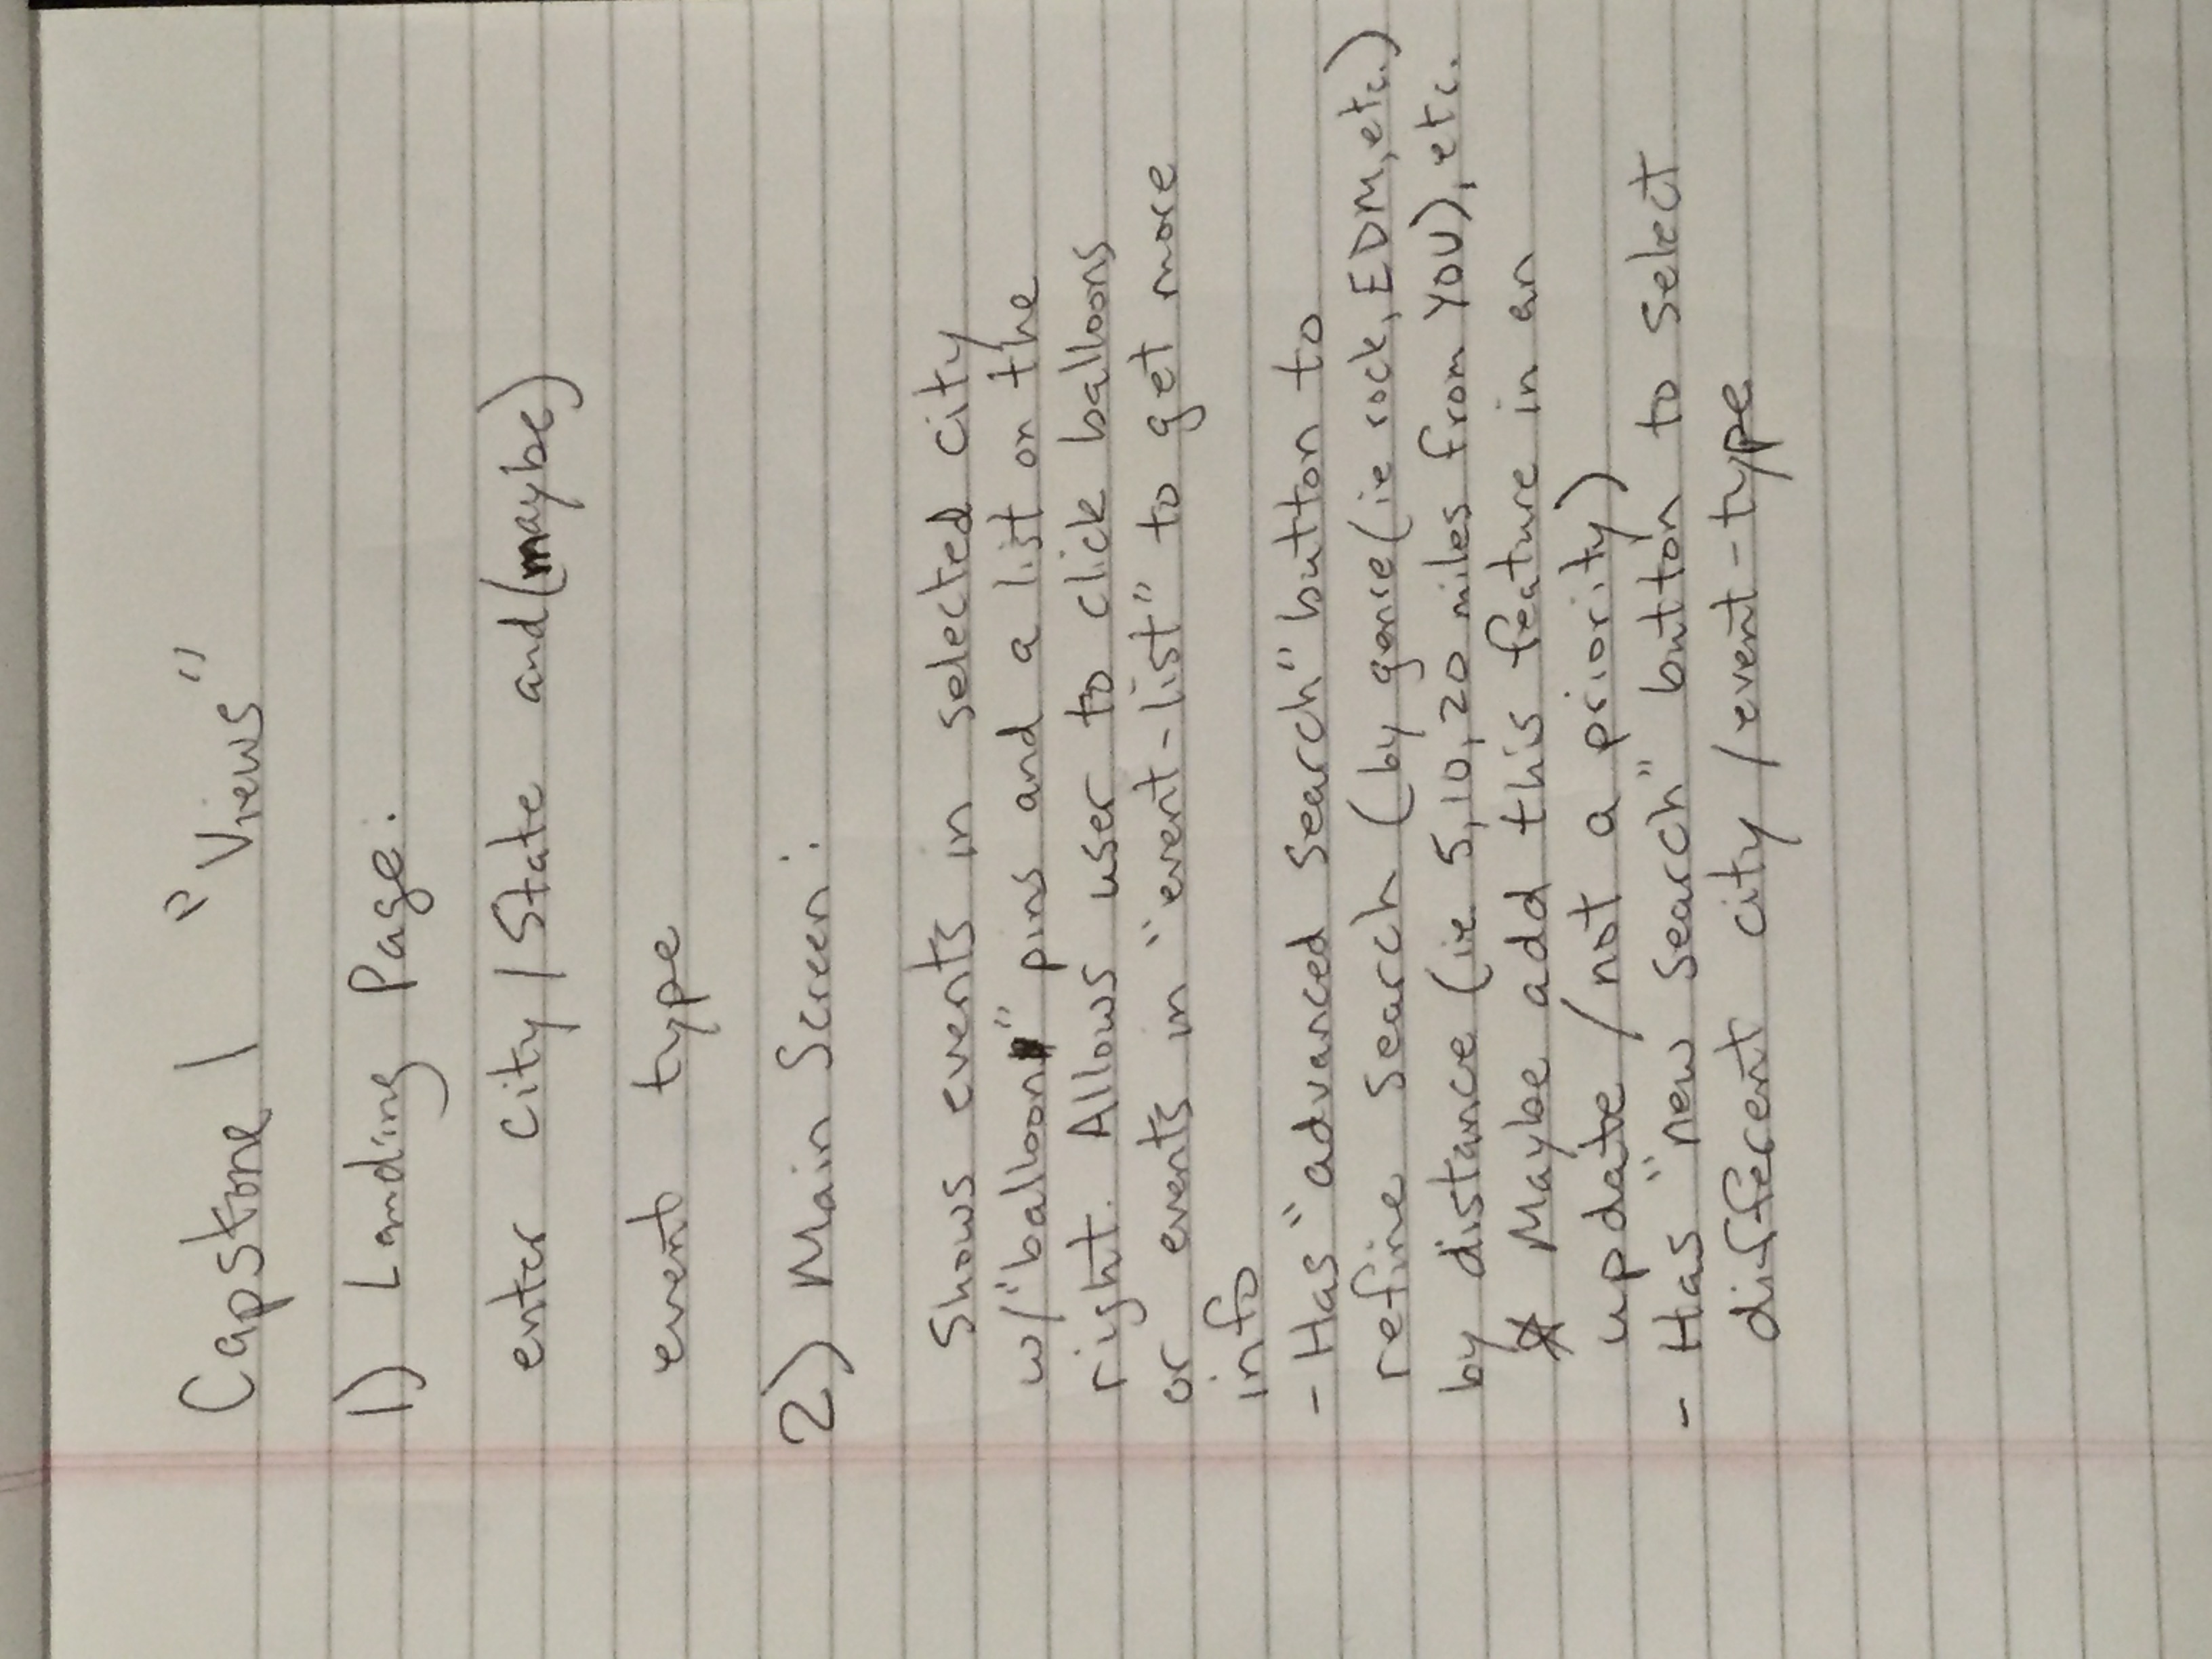 Capstone 1 "Views"
1) Landing Page:
enter city / State and (maybe)
event type
2) Main Screen:
Shows events in selected city
w/ "balloon" pins and a list on the
right. Allows user to click balloons
or events in "event-list" to get more
info
- Has "advanced search" button to
refine search (by genre (ie rock, EDM, etc.)
by distance (ie. 5, 10, 20 miles from YOU), etc.
☆ Maybe add this feature in an
update / not a priority)
- Has "new search" button to select
different city / event-type